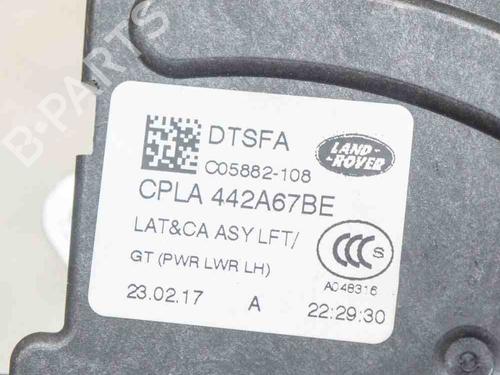 B-PARTS
DTSFA
C05882-108
LAND-
ROVER
CPLA 442A67BE
LAT&CA ASY LFT/
GT (PWR LWR LH)
CCC S
A048316
23.02.17 A 22:29:30